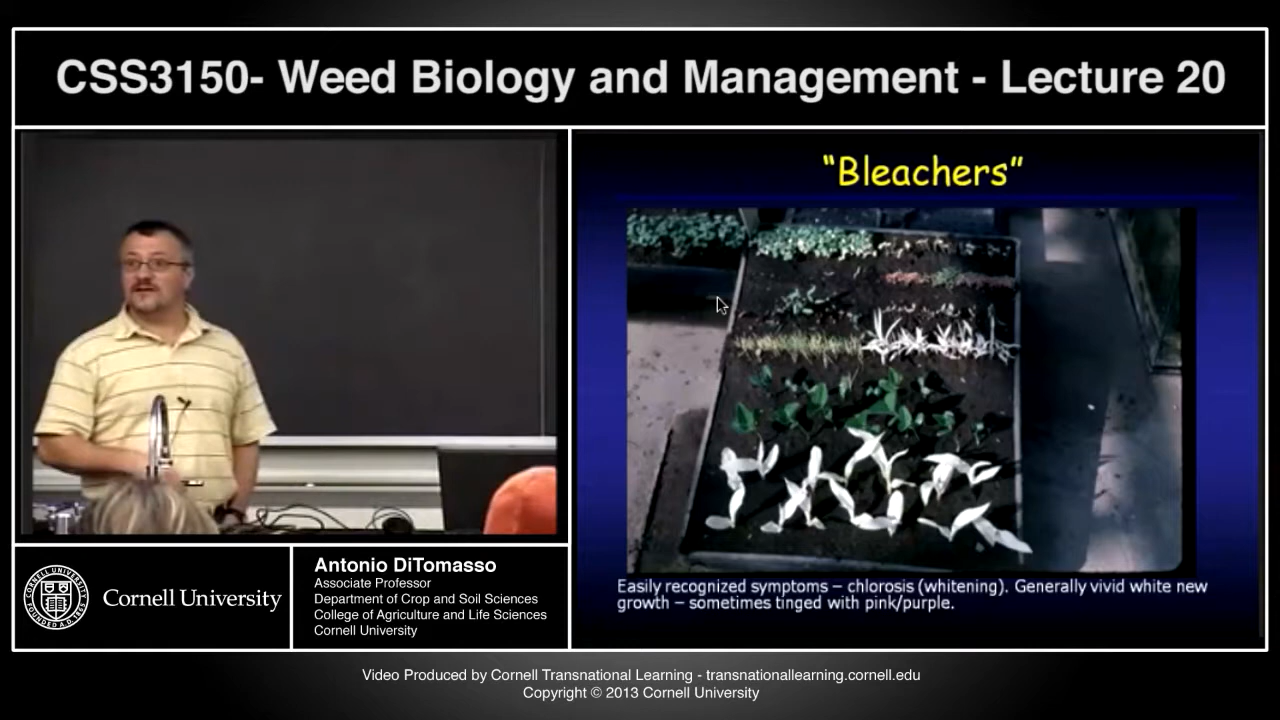 CSS3150- Weed Biology and Management - Lecture 20
"Bleachers"
Easily recognized symptoms – chlorosis (whitening). Generally vivid white new
growth – sometimes tinged with pink/purple.
Cornell University
Antonio DiTomasso
Associate Professor
Department of Crop and Soil Sciences
College of Agriculture and Life Sciences
Cornell University
Video Produced by Cornell Transnational Learning - transnationallearning.cornell.edu
Copyright © 2013 Cornell University